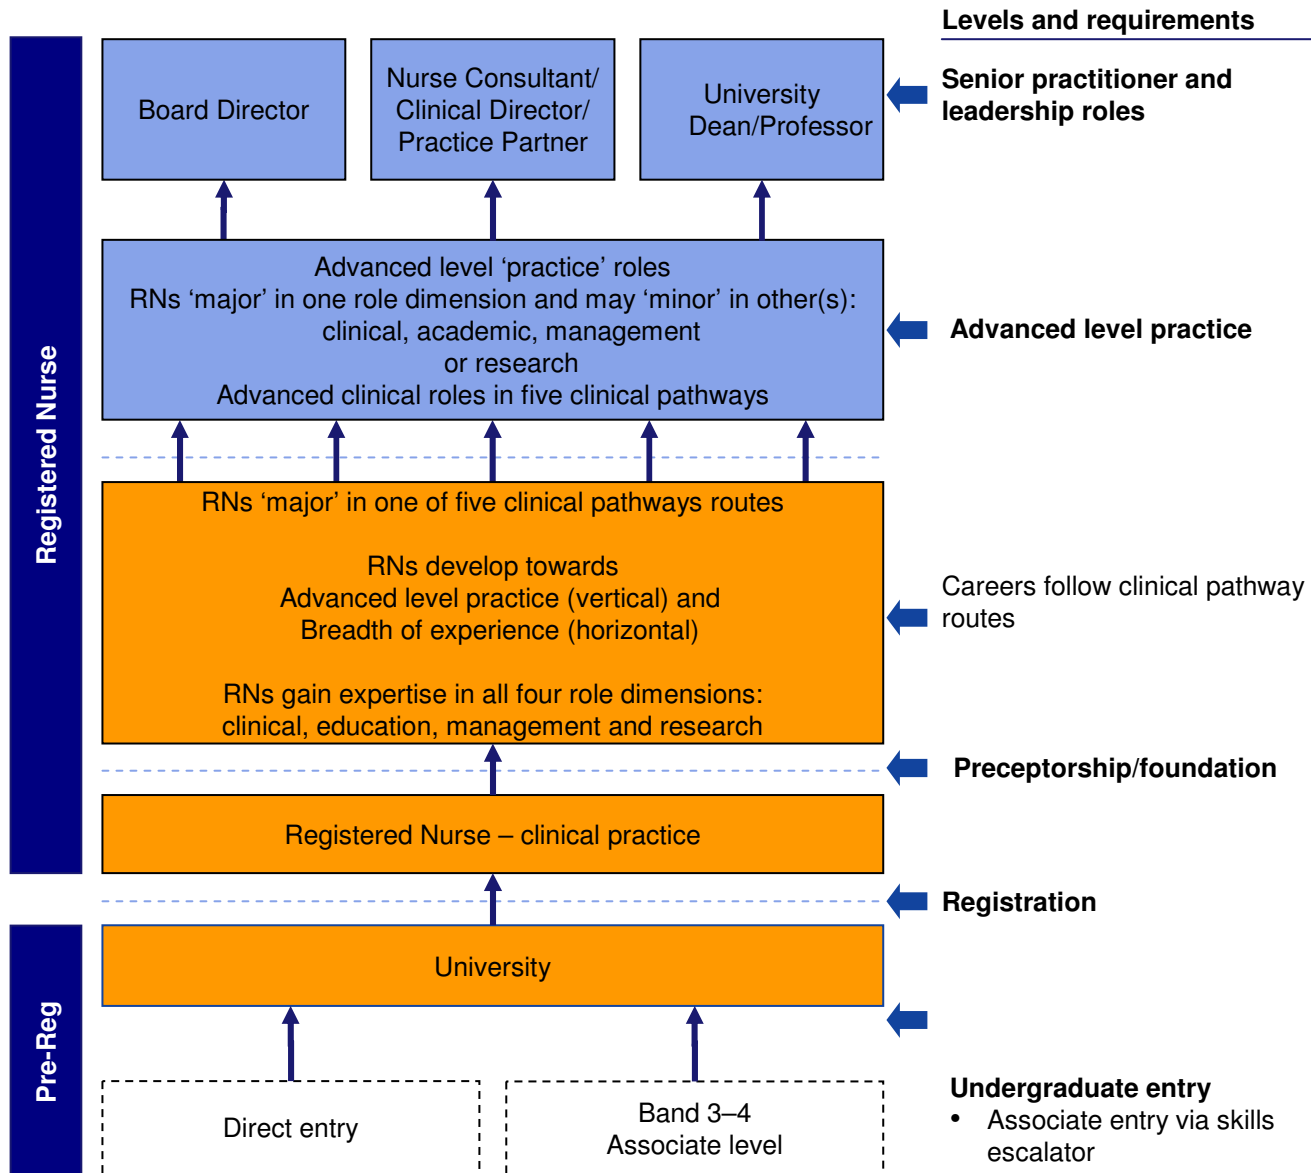 Levels and requirements
Registered Nurse
Board Director
Nurse Consultant/
Clinical Director/
Practice Partner
University
Dean/Professor
Senior practitioner and
leadership roles
Advanced level ‘practice’ roles
RNs ‘major’ in one role dimension and may ‘minor’ in other(s):
clinical, academic, management
or research
Advanced clinical roles in five clinical pathways
Advanced level practice
RNs ‘major’ in one of five clinical pathways routes
RNs develop towards
Advanced level practice (vertical) and
Breadth of experience (horizontal)
RNs gain expertise in all four role dimensions:
clinical, education, management and research
Careers follow clinical pathway
routes
Preceptorship/foundation
Registered Nurse – clinical practice
Registration
Pre-Reg
University
Direct entry
Band 3–4
Associate level
Undergraduate entry
• Associate entry via skills
escalator